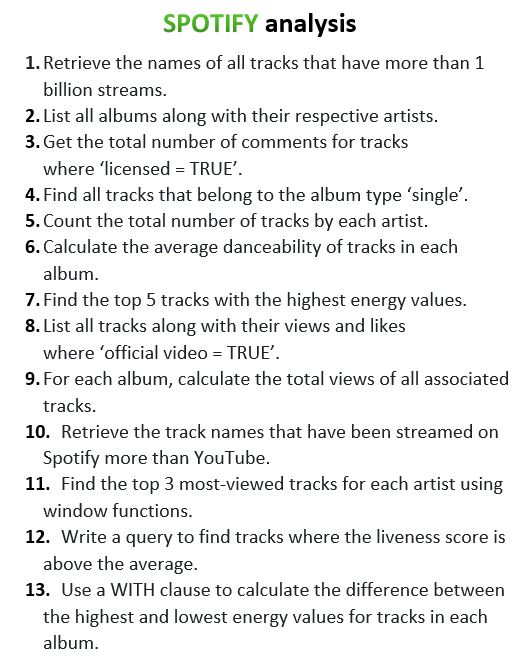 SPOTIFY analysis
1. Retrieve the names of all tracks that have more than 1
billion streams.
2. List all albums along with their respective artists.
3. Get the total number of comments for tracks
where ‘licensed = TRUE’.
4. Find all tracks that belong to the album type ‘single’.
5. Count the total number of tracks by each artist.
6. Calculate the average danceability of tracks in each
album.
7. Find the top 5 tracks with the highest energy values.
8. List all tracks along with their views and likes
where ‘official video = TRUE’.
9. For each album, calculate the total views of all associated
tracks.
10. Retrieve the track names that have been streamed on
Spotify more than YouTube.
11. Find the top 3 most-viewed tracks for each artist using
window functions.
12. Write a query to find tracks where the liveness score is
above the average.
13. Use a WITH clause to calculate the difference between
the highest and lowest energy values for tracks in each
album.